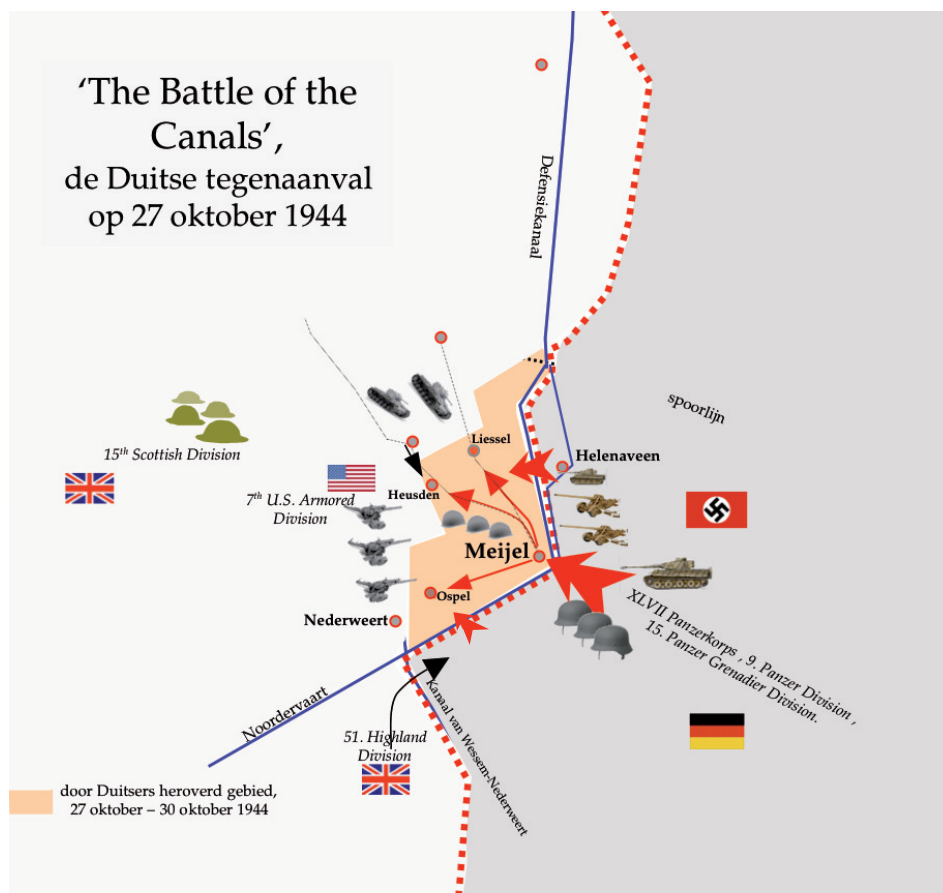 ‘The Battle of the
Canals’,
de Duitse tegenaanval
op 27 oktober 1944
Defensiekanaal
spoorlijn
15th Scottish Division
7th U.S. Armored
Division
Liessel
Helenaveen
Heusden
Meijel
Ospel
Nederweert
XLVII Panzerkorps , 9. Panzer Division ,
15. Panzer Grenadier Division.
Noordervaart
51. Highland
Division
Kanaal van Wessem-Nederweert
door Duitsers heroverd gebied,
27 oktober – 30 oktober 1944